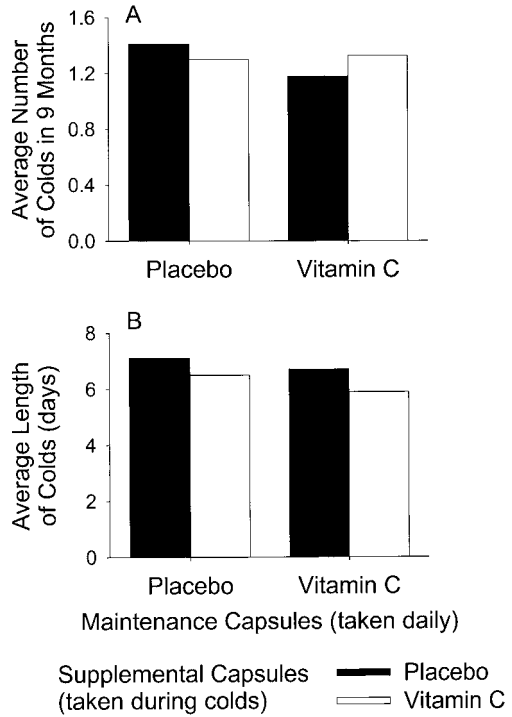 A
Average Number
of Colds in 9 Months
1.6
1.2
0.8
0.4
0.0
Placebo
Vitamin C
B
Average Length
of Colds (days)
8
6
4
2
0
Placebo
Vitamin C
Maintenance Capsules (taken daily)
Supplemental Capsules
(taken during colds)
Placebo
Vitamin C